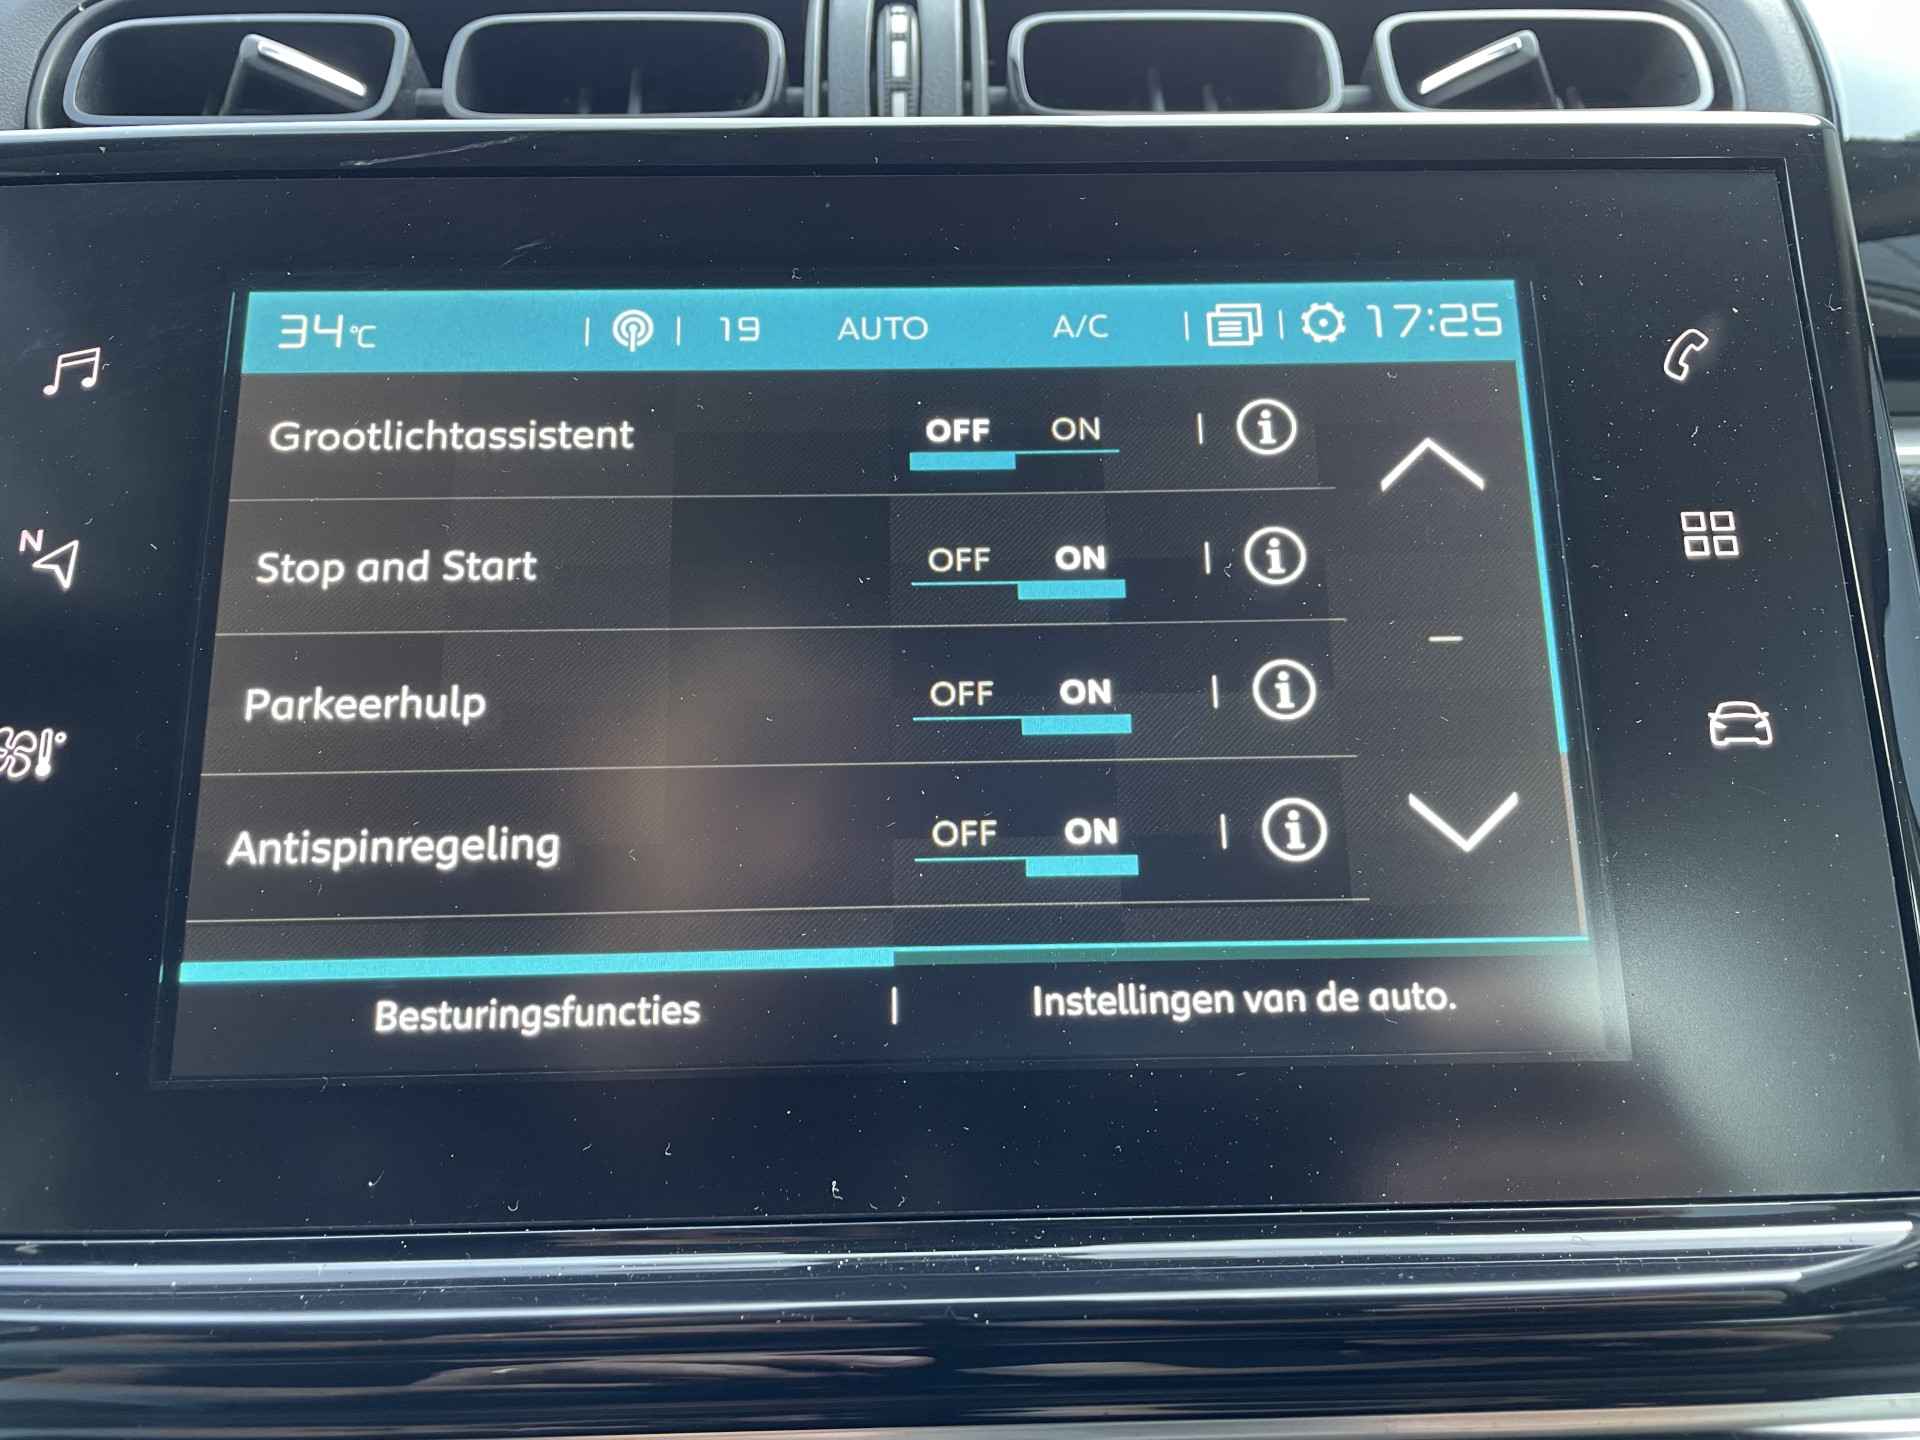 34°C 19 AUTO A/C 17:25
Grootlichtassistent OFF ON
Stop and Start OFF ON
N
Parkeerhulp OFF ON
Antispinregeling OFF ON
Besturingsfuncties | Instellingen van de auto.